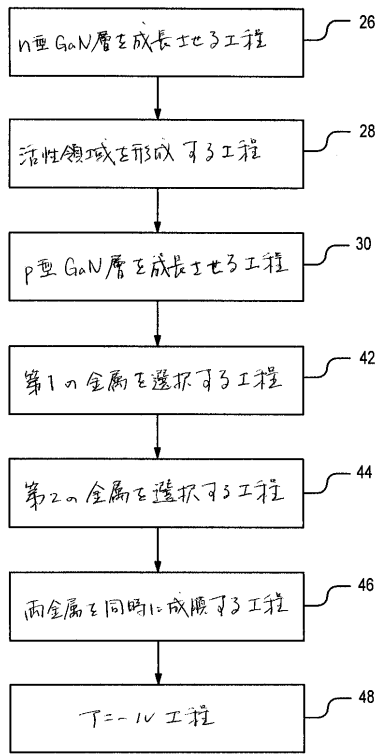 n型GaN層を成長させる工程
26
活性領域を形成する工程
28
p型GaN層を成長させる工程
30
第1の金属を選択する工程
42
第2の金属を選択する工程
44
両金属を同時に成膜する工程
46
アニール工程
48